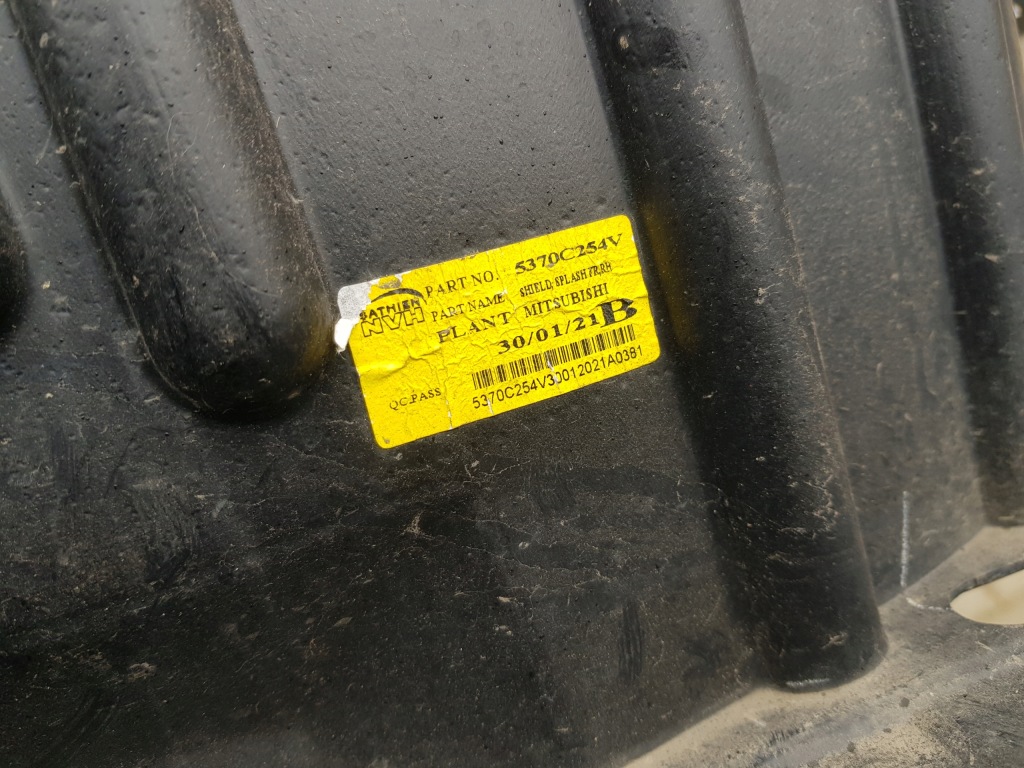 SATHIEN
NVH
PART NO. 5370C254V
PART NAME SHIELD, SPLASH FR,RH
PLANT MITSUBISHI
30/01/21 B
QC.PASS
5370C254V30012021A0381